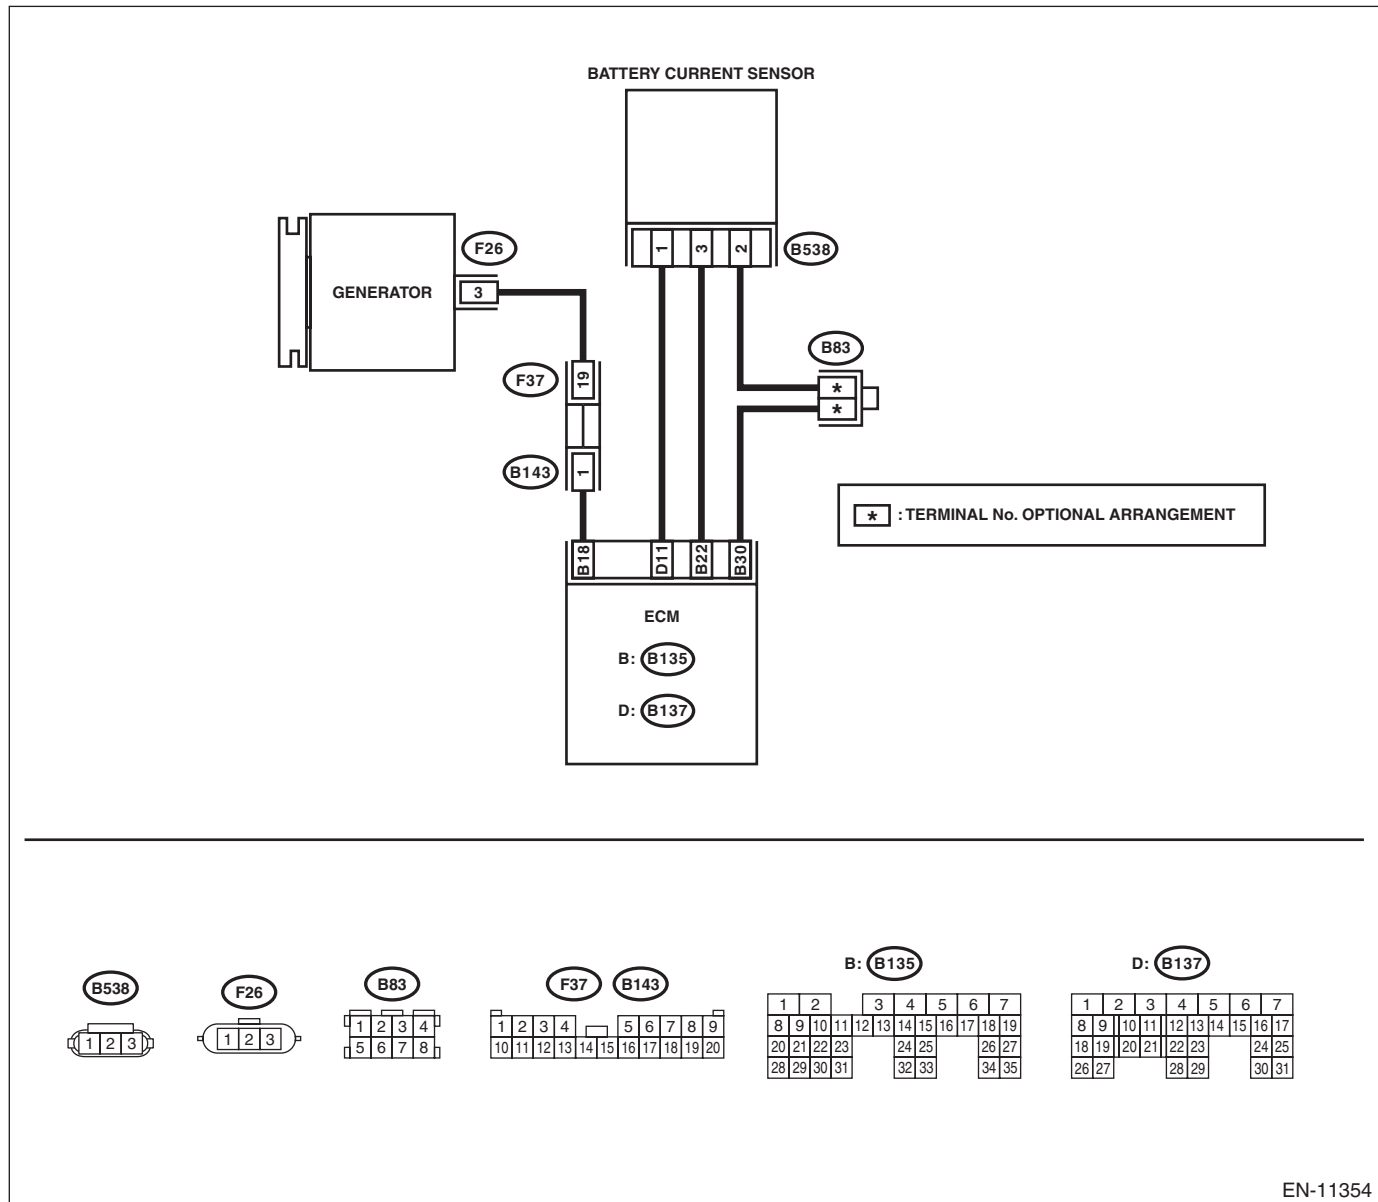 BATTERY CURRENT SENSOR
1 3 2
B538
F26
GENERATOR
3
B83
*
*
F37
19
B143
1
* : TERMINAL No. OPTIONAL ARRANGEMENT
B18 D11 B22 B30
ECM
B: B135
D: B137
B538
1 2 3
F26
1 2 3
B83
1 2 3 4
5 6 7 8
F37 B143
1 2 3 4 5 6 7 8 9
10 11 12 13 14 15 16 17 18 19 20
B: B135
1 2 3 4 5 6 7
8 9 10 11 12 13 14 15 16 17 18 19
20 21 22 23 24 25 26 27
28 29 30 31 32 33 34 35
D: B137
1 2 3 4 5 6 7
8 9 10 11 12 13 14 15 16 17
18 19 20 21 22 23 24 25
26 27 28 29 30 31
EN-11354